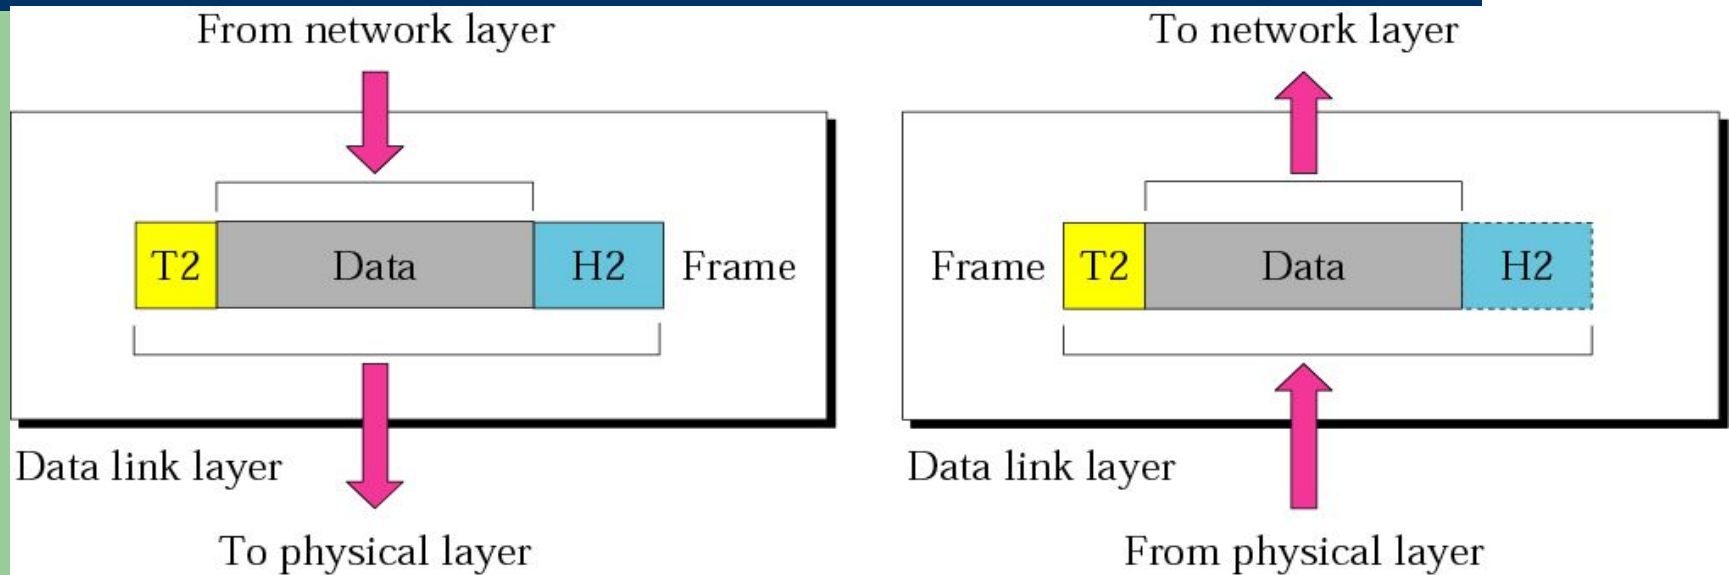 From network layer
T2 Data H2 Frame
Data link layer
To physical layer
To network layer
Frame T2 Data H2
Data link layer
From physical layer